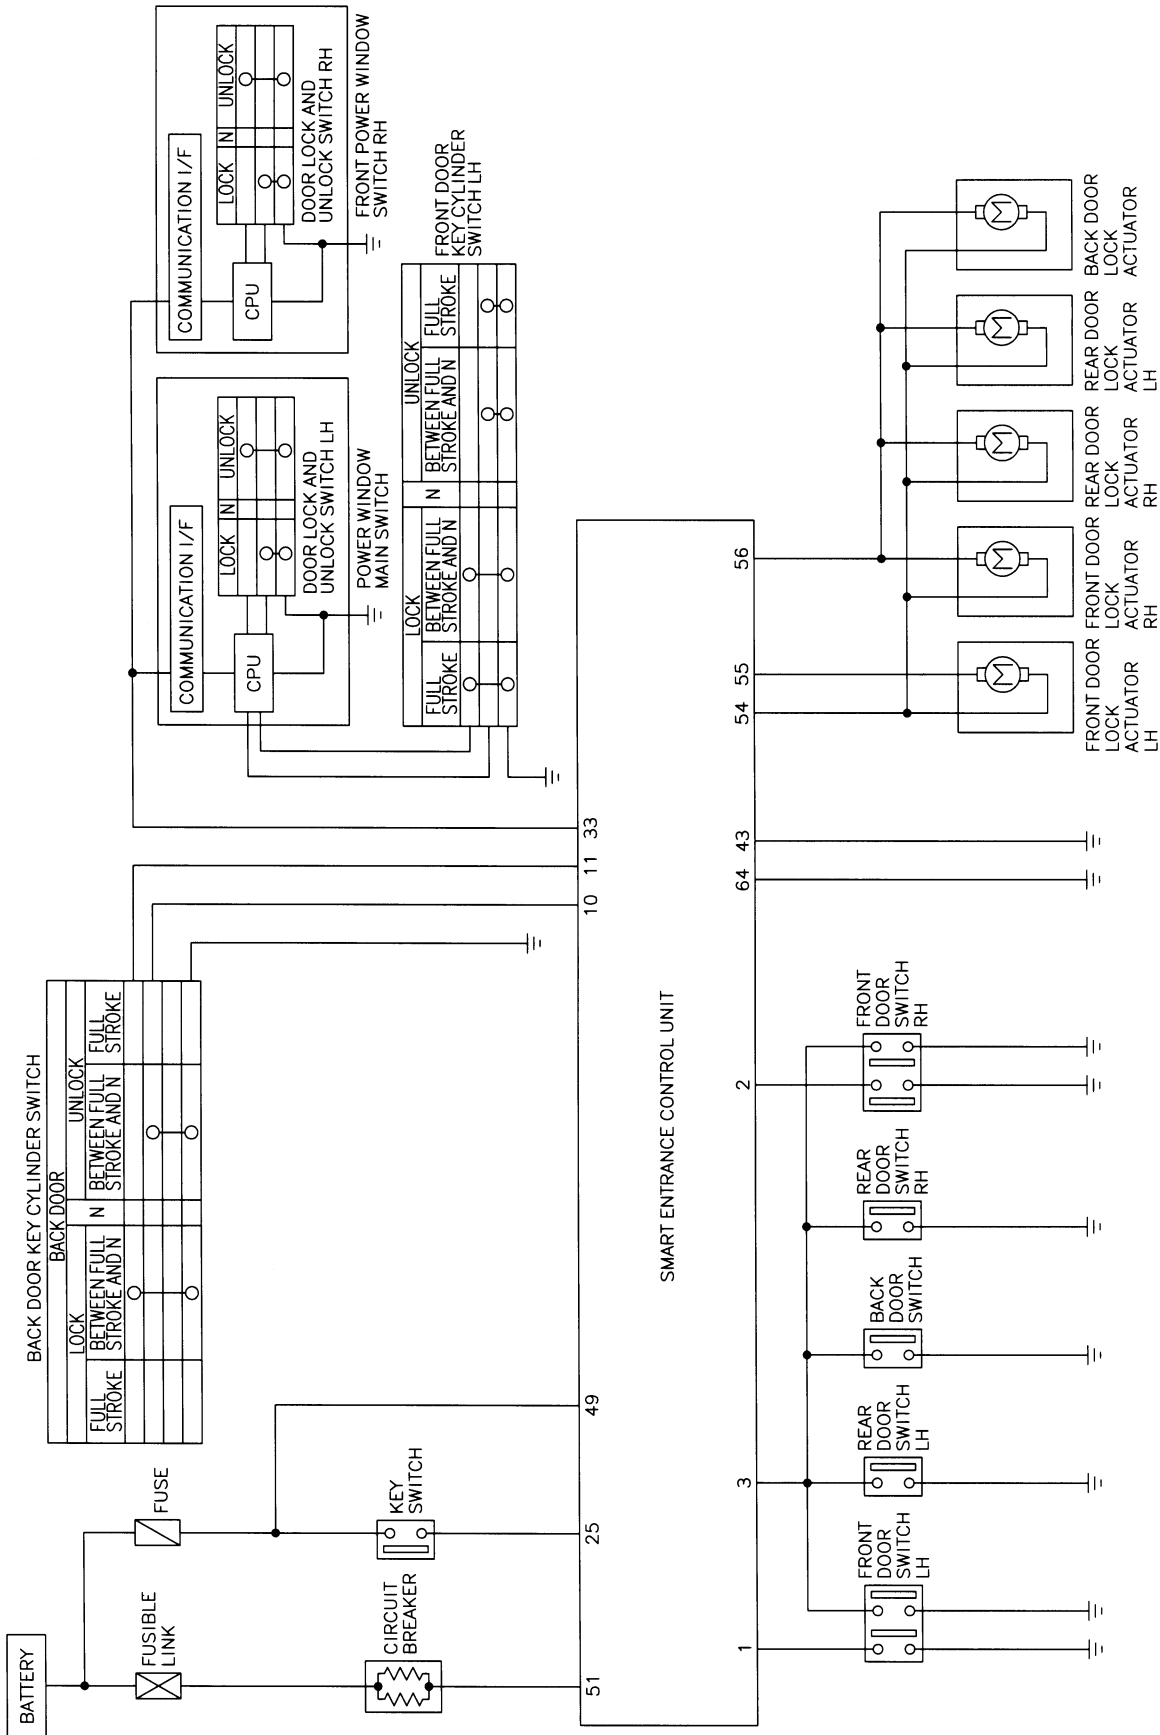 BATTERY
FUSIBLE
LINK
FUSE
CIRCUIT
BREAKER
KEY
SWITCH
BACK DOOR KEY CYLINDER SWITCH
BACK DOOR
LOCK
N
UNLOCK
FULL
STROKE
BETWEEN FULL
STROKE AND N
BETWEEN FULL
STROKE AND N
FULL
STROKE
COMMUNICATION I/F
CPU
LOCK
N
UNLOCK
DOOR LOCK AND
UNLOCK SWITCH LH
POWER WINDOW
MAIN SWITCH
COMMUNICATION I/F
CPU
LOCK
N
UNLOCK
DOOR LOCK AND
UNLOCK SWITCH RH
FRONT POWER WINDOW
SWITCH RH
FRONT DOOR
KEY CYLINDER
SWITCH LH
LOCK
N
UNLOCK
FULL
STROKE
BETWEEN FULL
STROKE AND N
BETWEEN FULL
STROKE AND N
FULL
STROKE
51
25
49
10
11
33
SMART ENTRANCE CONTROL UNIT
1
3
2
64
43
54
55
56
FRONT
DOOR
SWITCH
LH
REAR
DOOR
SWITCH
LH
BACK
DOOR
SWITCH
REAR
DOOR
SWITCH
RH
FRONT
DOOR
SWITCH
RH
M
M
M
M
M
FRONT DOOR
LOCK
ACTUATOR
LH
FRONT DOOR
LOCK
ACTUATOR
RH
REAR DOOR
LOCK
ACTUATOR
RH
REAR DOOR
LOCK
ACTUATOR
LH
BACK DOOR
LOCK
ACTUATOR